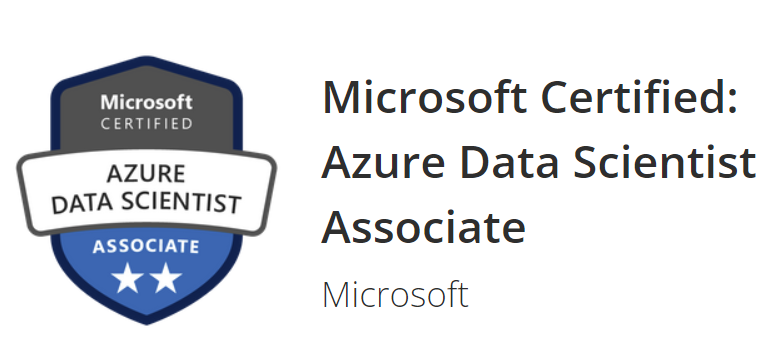 Microsoft
CERTIFIED
AZURE
DATA SCIENTIST
ASSOCIATE
Microsoft Certified:
Azure Data Scientist
Associate
Microsoft